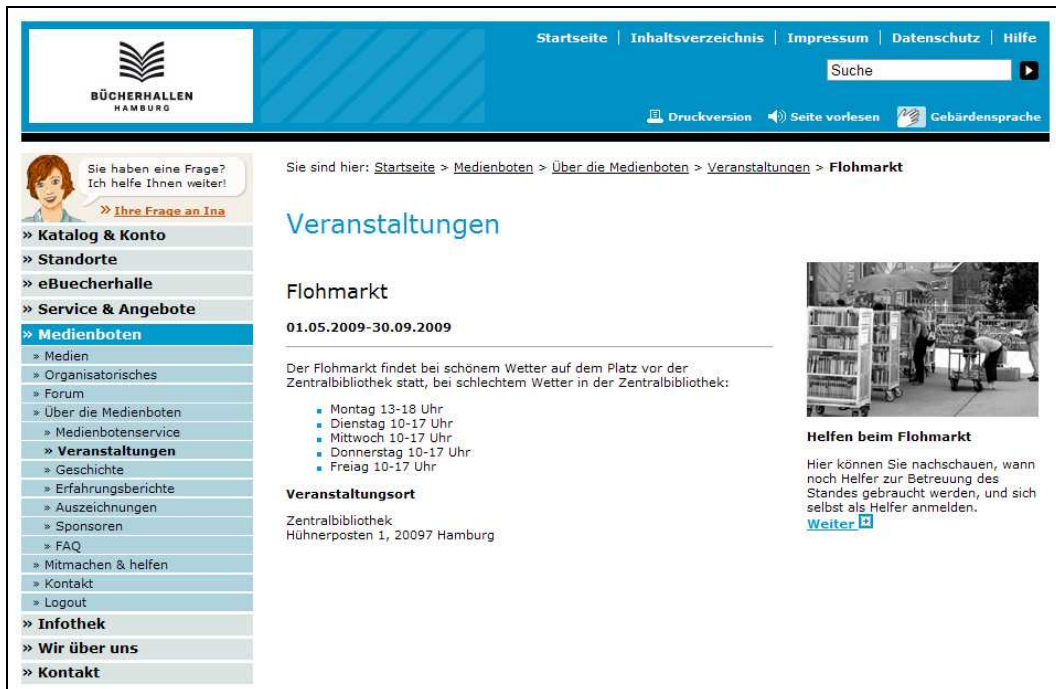 Startseite | Inhaltsverzeichnis | Impressum | Datenschutz | Hilfe
Suche
BÜCHERHALLEN
HAMBURG
Druckversion Seite vorlesen Gebärdensprache
Sie haben eine Frage?
Ich helfe Ihnen weiter!
» Ihre Frage an Ina
» Katalog & Konto
» Standorte
» eBuecherhalle
» Service & Angebote
» Medienboten
» Medien
» Organisatorisches
» Forum
» Über die Medienboten
» Medienbotenservice
» Veranstaltungen
» Geschichte
» Erfahrungsberichte
» Auszeichnungen
» Sponsoren
» FAQ
» Mitmachen & helfen
» Kontakt
» Logout
» Infothek
» Wir über uns
» Kontakt
Sie sind hier: Startseite > Medienboten > Über die Medienboten > Veranstaltungen > Flohmarkt
Veranstaltungen
Flohmarkt
01.05.2009-30.09.2009
Der Flohmarkt findet bei schönem Wetter auf dem Platz vor der
Zentralbibliothek statt, bei schlechtem Wetter in der Zentralbibliothek:
Montag 13-18 Uhr
Dienstag 10-17 Uhr
Mittwoch 10-17 Uhr
Donnerstag 10-17 Uhr
Freiag 10-17 Uhr
Veranstaltungsort
Zentralbibliothek
Hühnerposten 1, 20097 Hamburg
Helfen beim Flohmarkt
Hier können Sie nachschauen, wann
noch Helfer zur Betreuung des
Standes gebraucht werden, und sich
selbst als Helfer anmelden.
Weiter